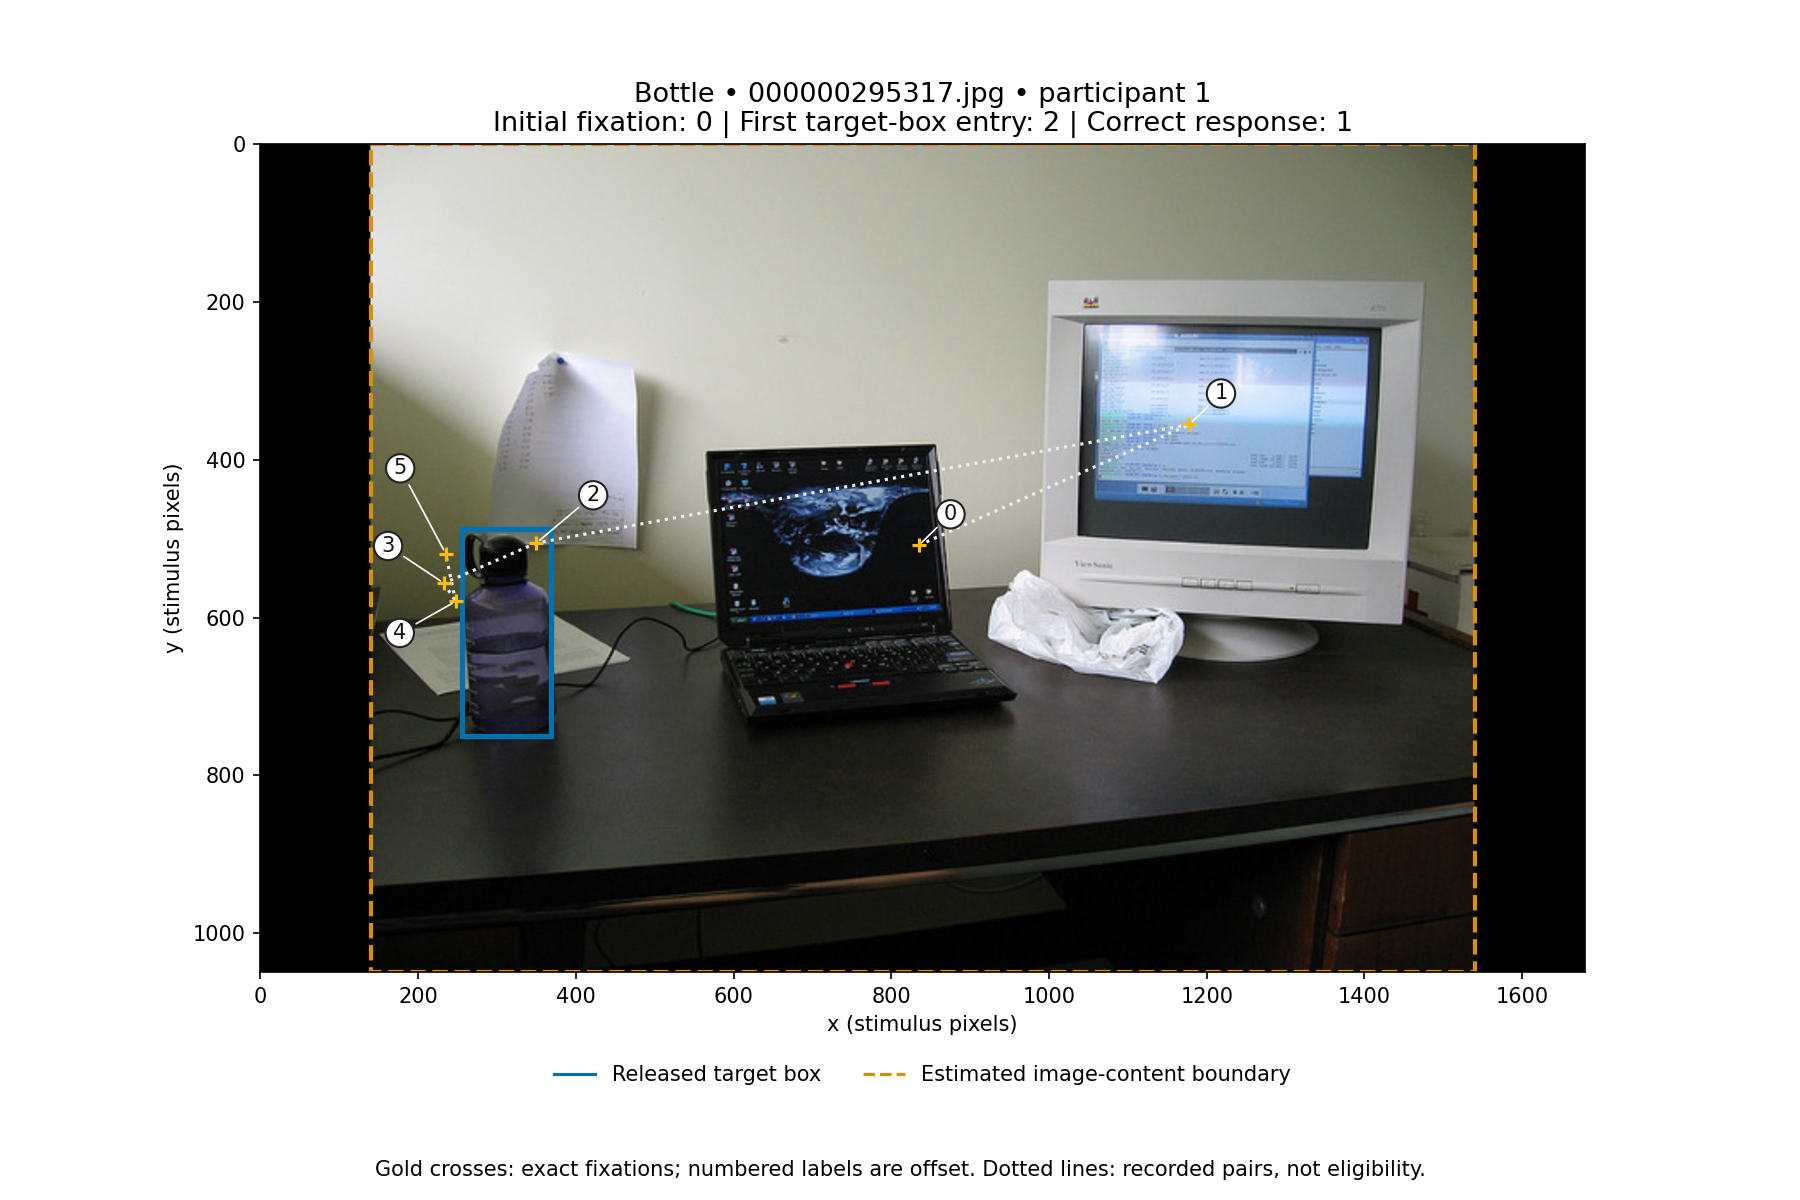 Bottle • 000000295317.jpg • participant 1
Initial fixation: 0 | First target-box entry: 2 | Correct response: 1
0
200
400
600
800
1000
y (stimulus pixels)
5
3
4
2
0
1
ViewSonic
0 200 400 600 800 1000 1200 1400 1600
x (stimulus pixels)
Released target box
Estimated image-content boundary
Gold crosses: exact fixations; numbered labels are offset. Dotted lines: recorded pairs, not eligibility.